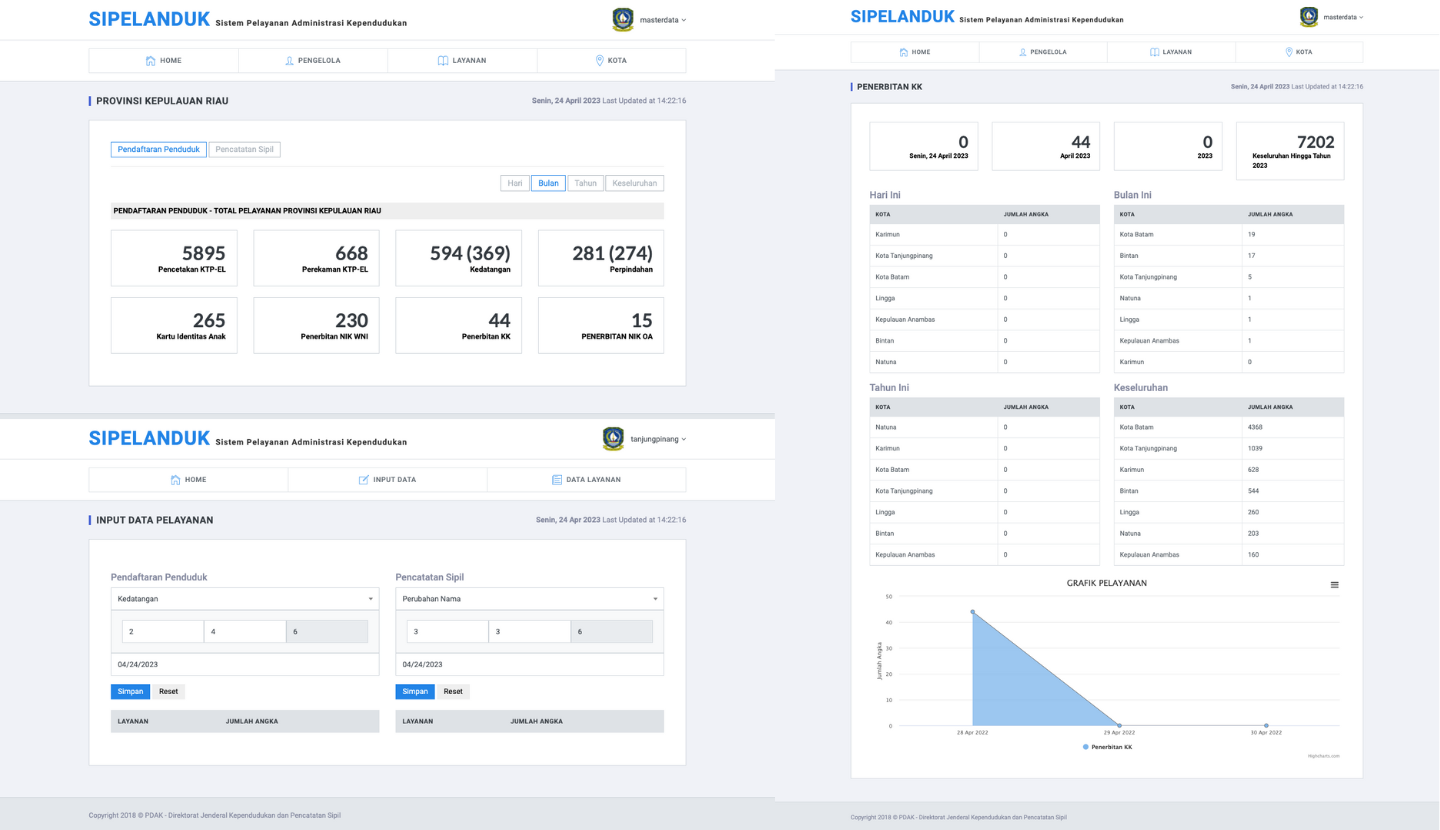 SIPELANDUK Sistem Pelayanan Administrasi Kependudukan
masterdata
HOME
PENGELOLA
LAYANAN
KOTA
PROVINSI KEPULAUAN RIAU
Senin, 24 April 2023 Last Updated at 14:22:16
Pendaftaran Penduduk
Pencatatan Sipil
Hari
Bulan
Tahun
Keseluruhan
PENDAFTARAN PENDUDUK - TOTAL PELAYANAN PROVINSI KEPULAUAN RIAU
5895
Pencetakan KTP-EL
668
Perekaman KTP-EL
594 (369)
Kedatangan
281 (274)
Perpindahan
265
Kartu Identitas Anak
230
Penerbitan NIK WNI
44
Penerbitan KK
15
PENERBITAN NIK OA
SIPELANDUK Sistem Pelayanan Administrasi Kependudukan
tanjungpinang
HOME
INPUT DATA
DATA LAYANAN
INPUT DATA PELAYANAN
Senin, 24 Apr 2023 Last Updated at 14:22:16
Pendaftaran Penduduk
Kedatangan
2 4 6
04/24/2023
Simpan Reset
LAYANAN JUMLAH ANGKA
Pencatatan Sipil
Perubahan Nama
3 3 6
04/24/2023
Simpan Reset
LAYANAN JUMLAH ANGKA
Copyright 2018 © PDAK - Direktorat Jenderal Kependudukan dan Pencatatan Sipil
SIPELANDUK Sistem Pelayanan Administrasi Kependudukan
masterdata
HOME
PENGELOLA
LAYANAN
KOTA
PENERBITAN KK
Senin, 24 April 2023 Last Updated at 14:22:16
0
Senin, 24 April 2023
44
April 2023
0
2023
7202
Keseluruhan Hingga Tahun
2023
Hari Ini
KOTA JUMLAH ANGKA
Karimun 0
Kota Tanjungpinang 0
Kota Batam 0
Lingga 0
Kepulauan Anambas 0
Bintan 0
Natuna 0
Bulan Ini
KOTA JUMLAH ANGKA
Kota Batam 19
Bintan 17
Kota Tanjungpinang 5
Natuna 1
Lingga 1
Kepulauan Anambas 1
Karimun 0
Tahun Ini
KOTA JUMLAH ANGKA
Natuna 0
Karimun 0
Kota Batam 0
Kota Tanjungpinang 0
Lingga 0
Bintan 0
Kepulauan Anambas 0
Keseluruhan
KOTA JUMLAH ANGKA
Kota Batam 4368
Kota Tanjungpinang 1039
Karimun 628
Bintan 544
Lingga 260
Natuna 203
Kepulauan Anambas 160
GRAFIK PELAYANAN
Jumlah Angka
50
40
30
20
10
0
28 Apr 2022 29 Apr 2022 30 Apr 2022
Penerbitan KK
Highcharts.com
Copyright 2018 © PDAK - Direktorat Jenderal Kependudukan dan Pencatatan Sipil